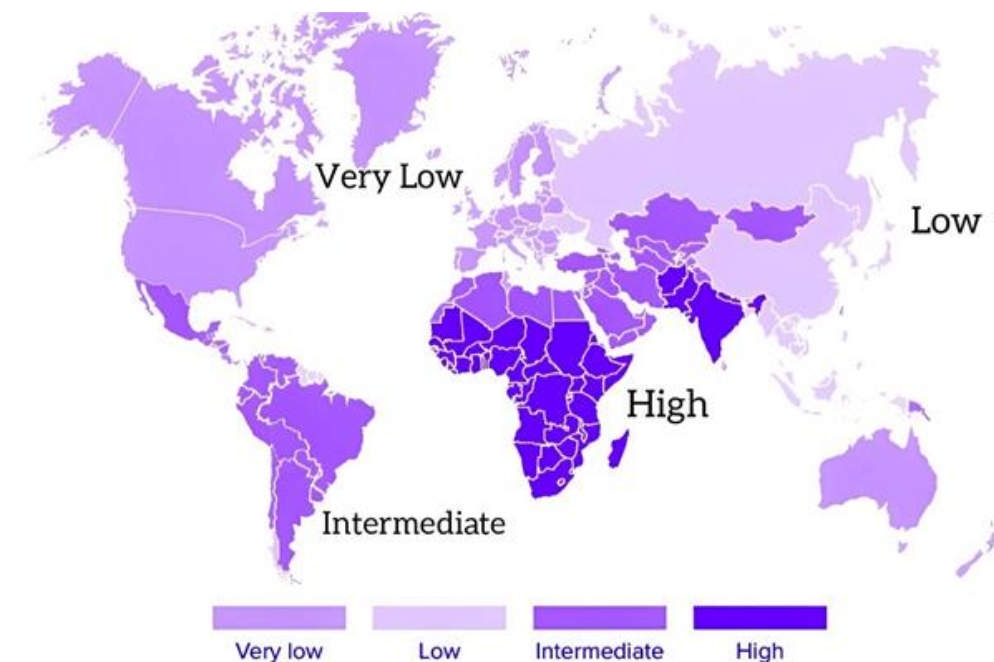 Very Low
Low
High
Intermediate
Very low
Low
Intermediate
High